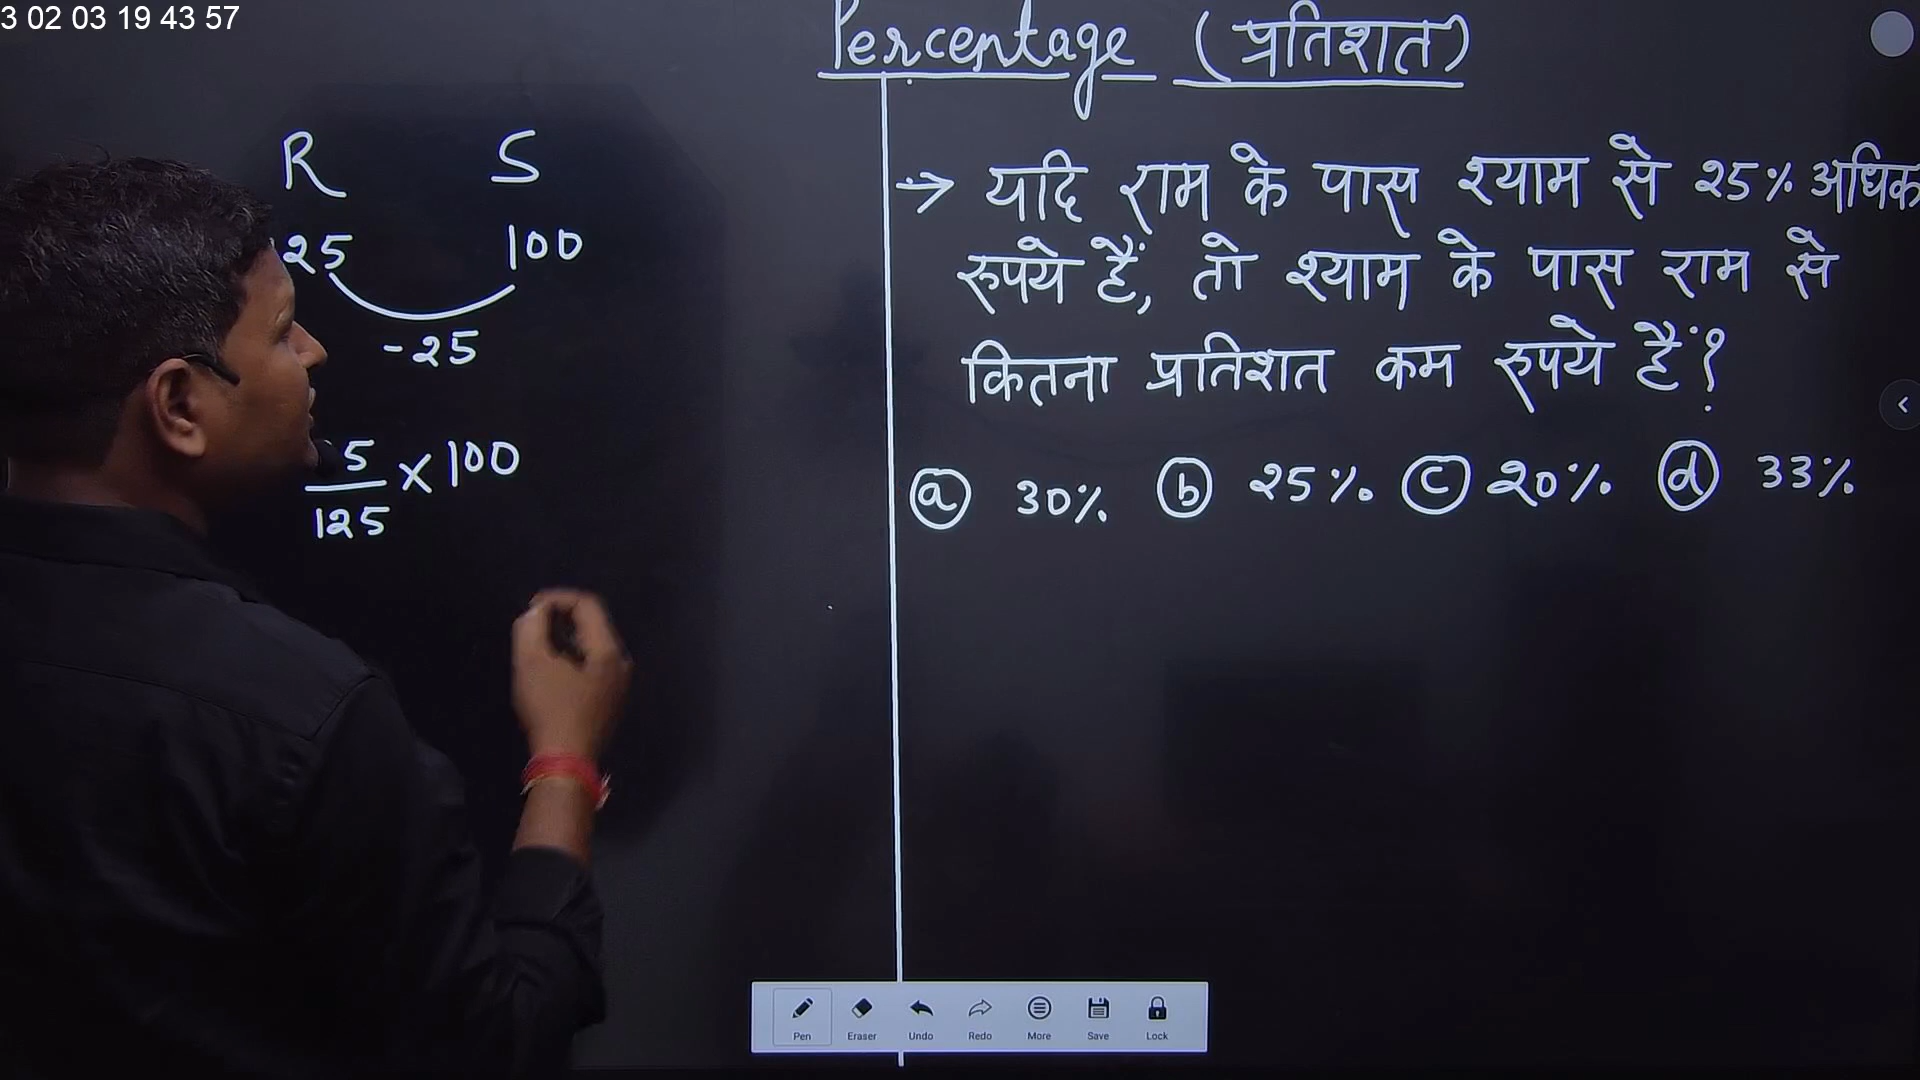 3 02 03 19 43 57
Percentage (प्रतिशत)
R S
25 100
-25
5
125 × 100
→ यदि राम के पास श्याम से 25% अधिक
रुपये हैं, तो श्याम के पास राम से
कितना प्रतिशत कम रुपये हैं?
(a) 30% (b) 25% (c) 20% (d) 33%
Pen Eraser Undo Redo More Save Lock